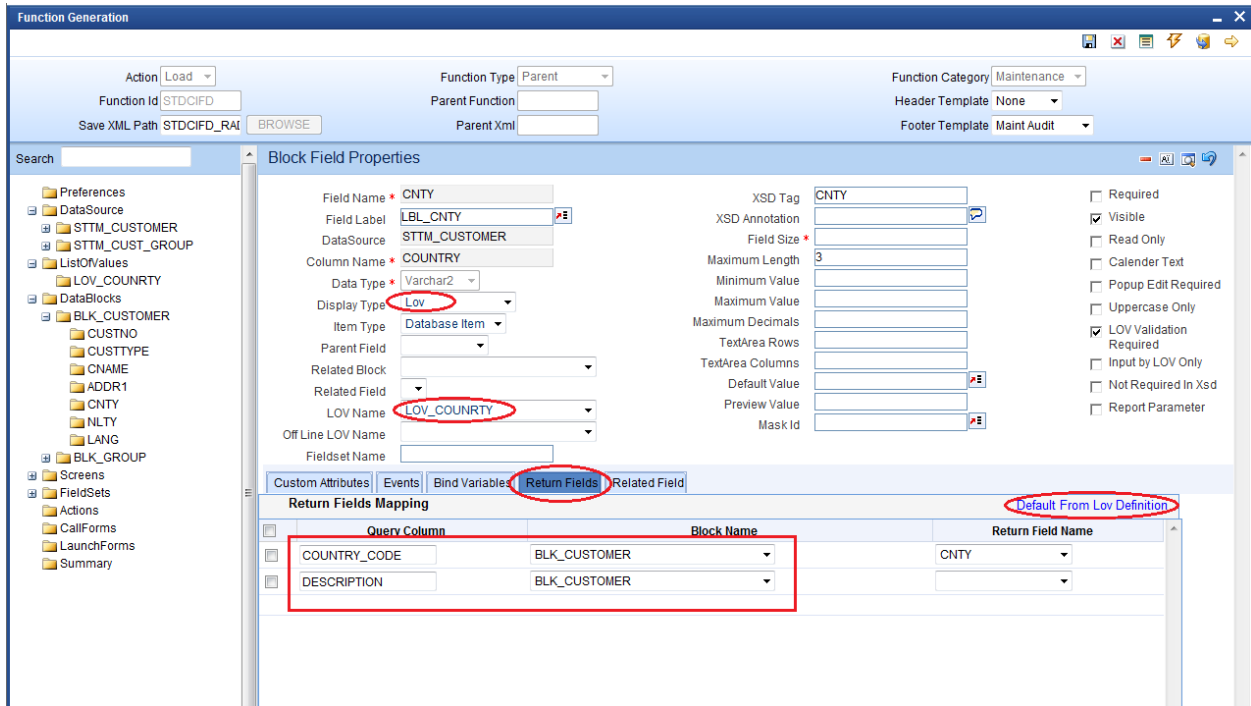 Function Generation
Action Load Function Type Parent Function Category Maintenance
Function Id STDCIFD Parent Function Header Template None
Save XML Path STDCIFD_RAD BROWSE Parent Xml Footer Template Maint Audit
Search
Preferences
DataSource
STTM_CUSTOMER
STTM_CUST_GROUP
ListOfValues
LOV_COUNRTY
DataBlocks
BLK_CUSTOMER
CUSTNO
CUSTTYPE
CNAME
ADDR1
CNTY
NLTY
LANG
BLK_GROUP
Screens
FieldSets
Actions
CallForms
LaunchForms
Summary
Block Field Properties
Field Name * CNTY
Field Label LBL_CNTY
DataSource STTM_CUSTOMER
Column Name * COUNTRY
Data Type * Varchar2
Display Type Lov
Item Type Database Item
Parent Field
Related Block
Related Field
LOV Name LOV_COUNRTY
Off Line LOV Name
Fieldset Name
XSD Tag CNTY
XSD Annotation
Field Size *
Maximum Length 3
Minimum Value
Maximum Value
Maximum Decimals
TextArea Rows
TextArea Columns
Default Value
Preview Value
Mask Id
Required
Visible
Read Only
Calender Text
Popup Edit Required
Uppercase Only
LOV Validation
Required
Input by LOV Only
Not Required In Xsd
Report Parameter
Custom Attributes Events Bind Variables Return Fields Related Field
Return Fields Mapping Default From Lov Definition
Query Column Block Name Return Field Name
COUNTRY_CODE BLK_CUSTOMER CNTY
DESCRIPTION BLK_CUSTOMER